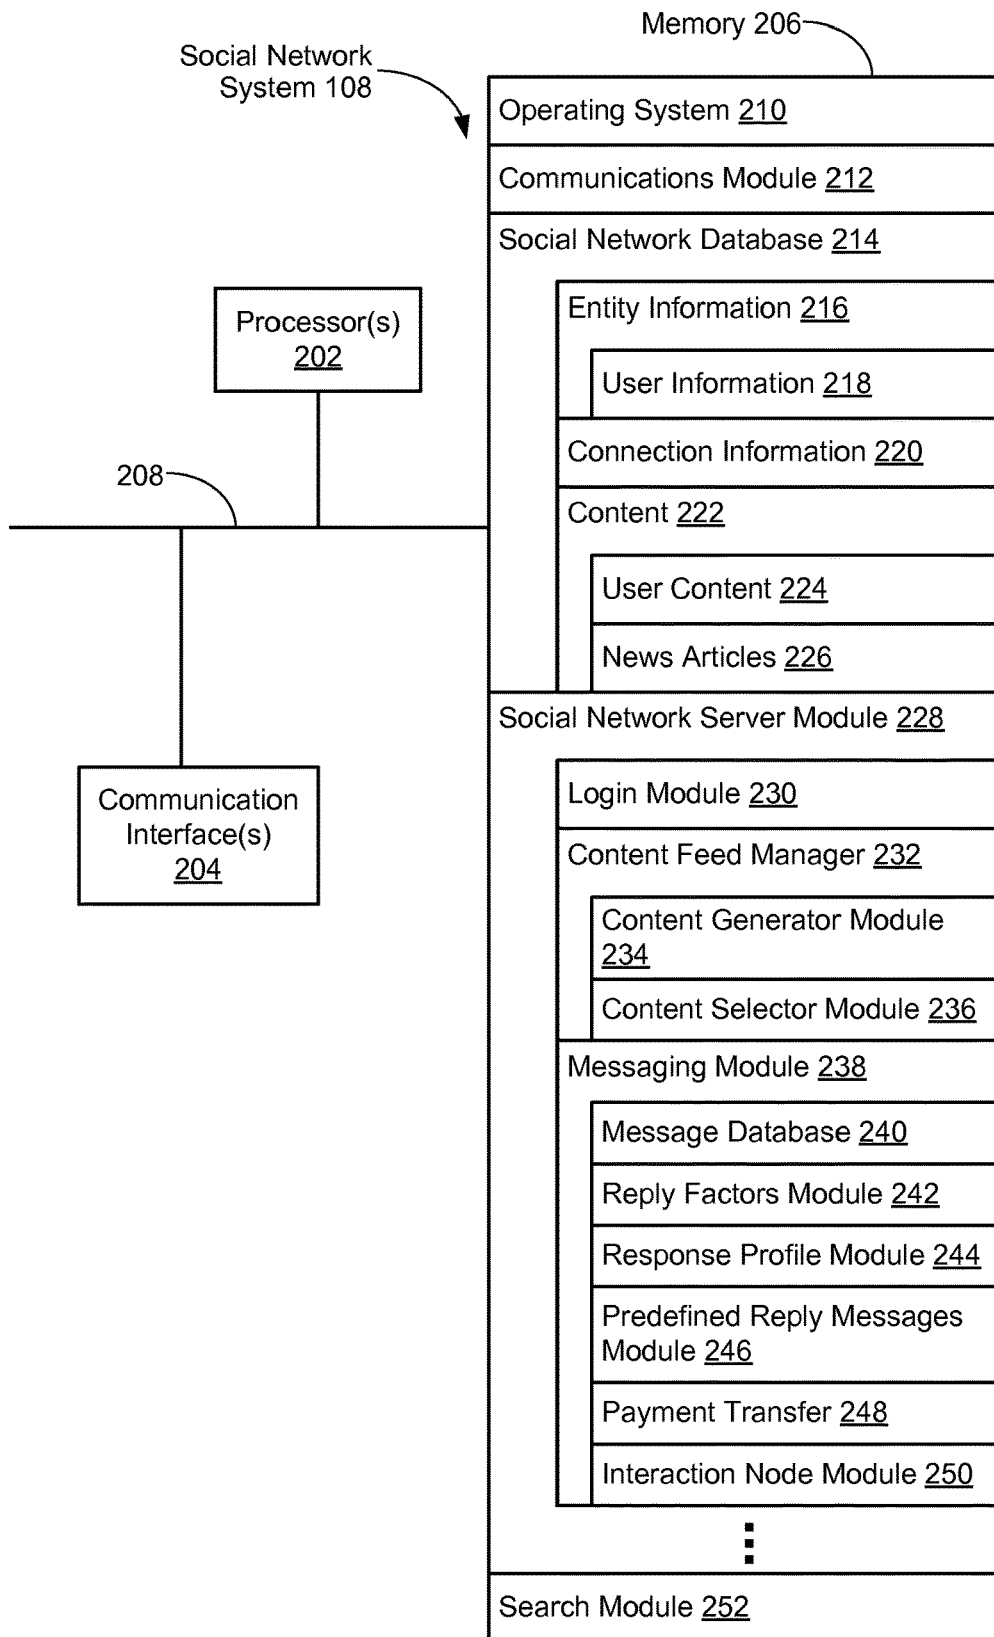 Memory 206
Social Network
System 108
Operating System 210
Communications Module 212
Social Network Database 214
Entity Information 216
User Information 218
Connection Information 220
Content 222
User Content 224
News Articles 226
Processor(s)
202
208
Communication
Interface(s)
204
Social Network Server Module 228
Login Module 230
Content Feed Manager 232
Content Generator Module
234
Content Selector Module 236
Messaging Module 238
Message Database 240
Reply Factors Module 242
Response Profile Module 244
Predefined Reply Messages
Module 246
Payment Transfer 248
Interaction Node Module 250
Search Module 252